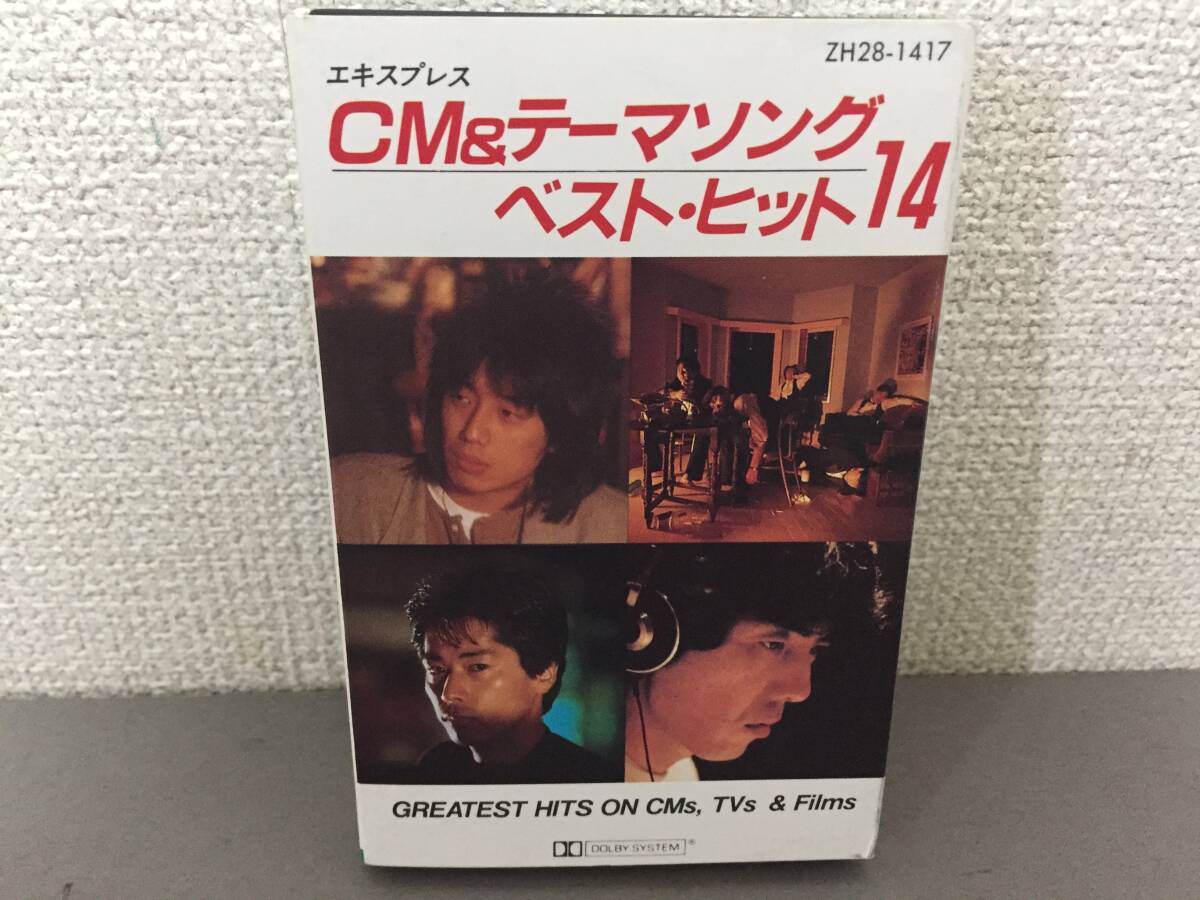 ZH28-1417
エキスプレス
CM&テーマソング
ベスト・ヒット14
GREATEST HITS ON CMs, TVs & Films
DOLBY SYSTEM®